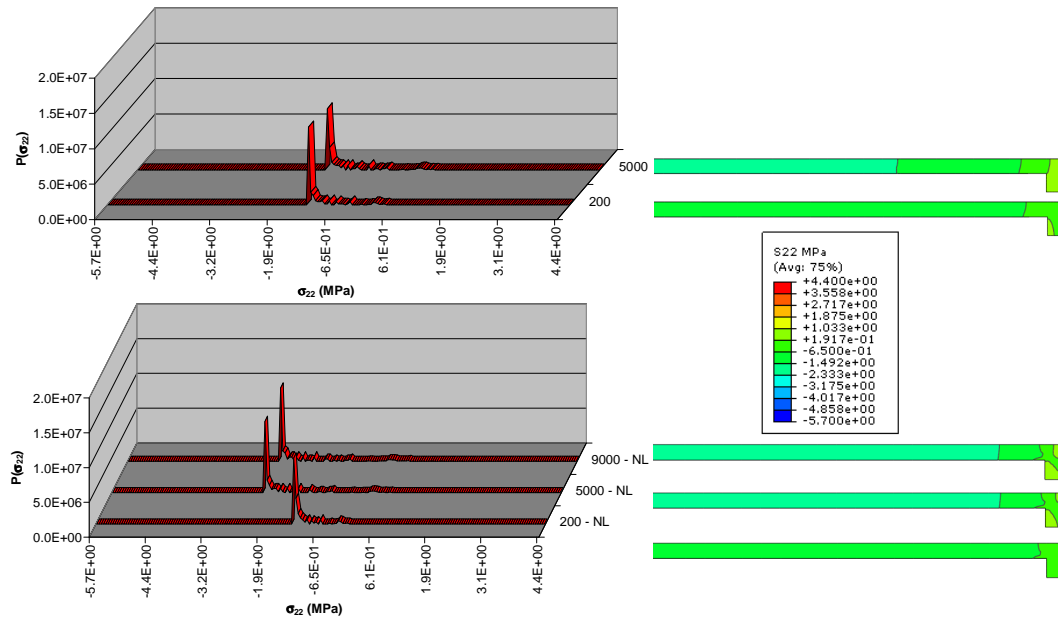 P(σ22)
2.0E+07
1.5E+07
1.0E+07
5.0E+06
0.0E+00
5000
200
-5.7E+00
-4.4E+00
-3.2E+00
-1.9E+00
-6.5E-01
6.1E-01
1.9E+00
3.1E+00
4.4E+00
σ22 (MPa)
S22 MPa
(Avg: 75%)
+4.400e+00
+3.558e+00
+2.717e+00
+1.875e+00
+1.033e+00
+1.917e-01
-6.500e-01
-1.492e+00
-2.333e+00
-3.175e+00
-4.017e+00
-4.858e+00
-5.700e+00
P(σ22)
2.0E+07
1.5E+07
1.0E+07
5.0E+06
0.0E+00
9000 - NL
5000 - NL
200 - NL
-5.7E+00
-4.4E+00
-3.2E+00
-1.9E+00
-6.5E-01
6.1E-01
1.9E+00
3.1E+00
4.4E+00
σ22 (MPa)